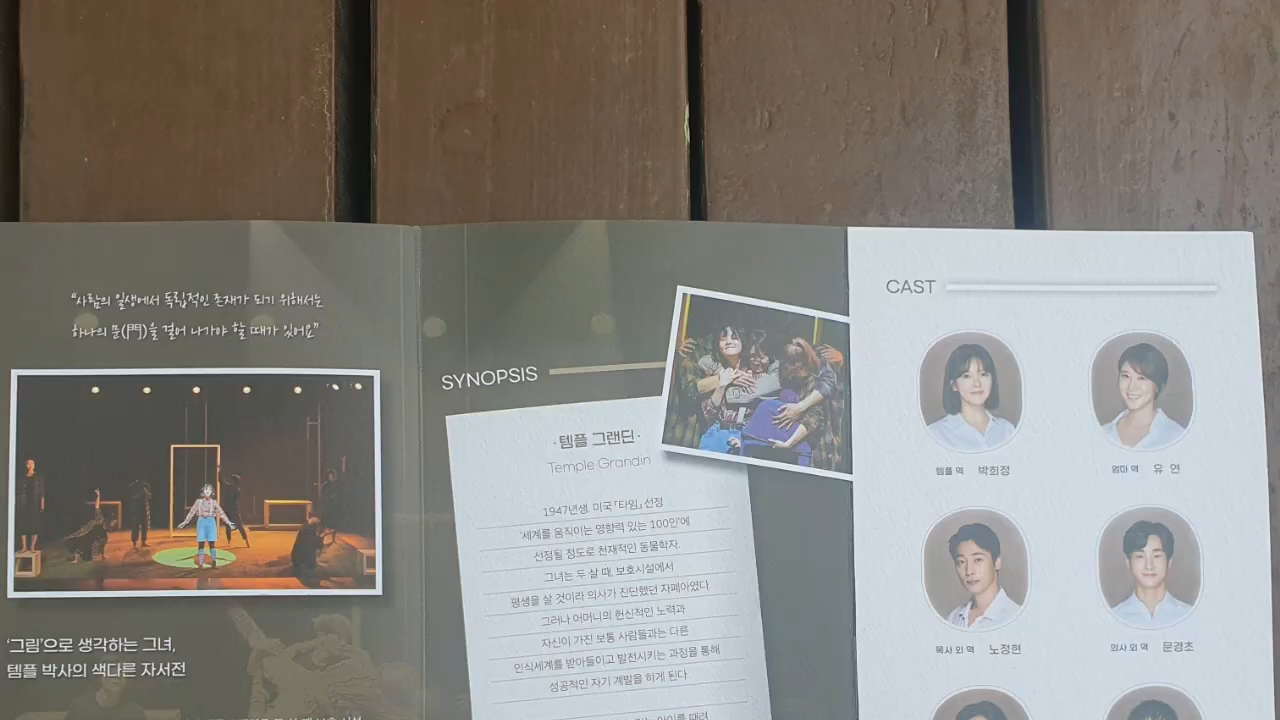 “사람의 일생에서 독립적인 존재가 되기 위해서는
하나의 문(門)을 걸어 나가야 할 때가 있어요”
‘그림’으로 생각하는 그녀,
템플 박사의 색다른 자서전
SYNOPSIS
·템플 그랜딘·
Temple Grandin
1947년생, 미국 「타임」 선정
‘세계를 움직이는 영향력 있는 100인’에
선정될 정도로 천재적인 동물학자.
그녀는 두 살 때, 보호시설에서
평생을 살 것이라 의사가 진단했던 자폐아였다
그러나 어머니의 헌신적인 노력과
자신이 가진 보통 사람들과는 다른
인식세계를 받아들이고 발전시키는 과정을 통해
성공적인 자기 계발을 하게 된다
아이를 때려
CAST
템플 역 박희정
엄마 역 유 연
목사 외 역 노정현
의사 외 역 문경초